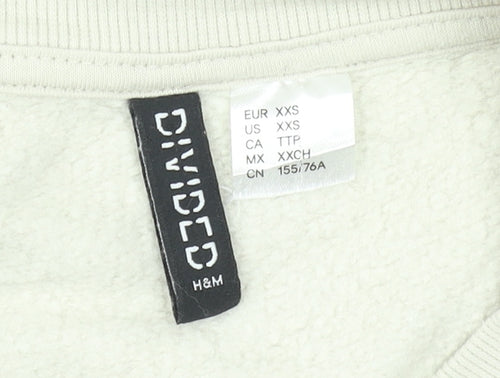 DIVIDED
H&M
EUR XXS
US XXS
CA TTP
MX XXCH
CN 155/76A